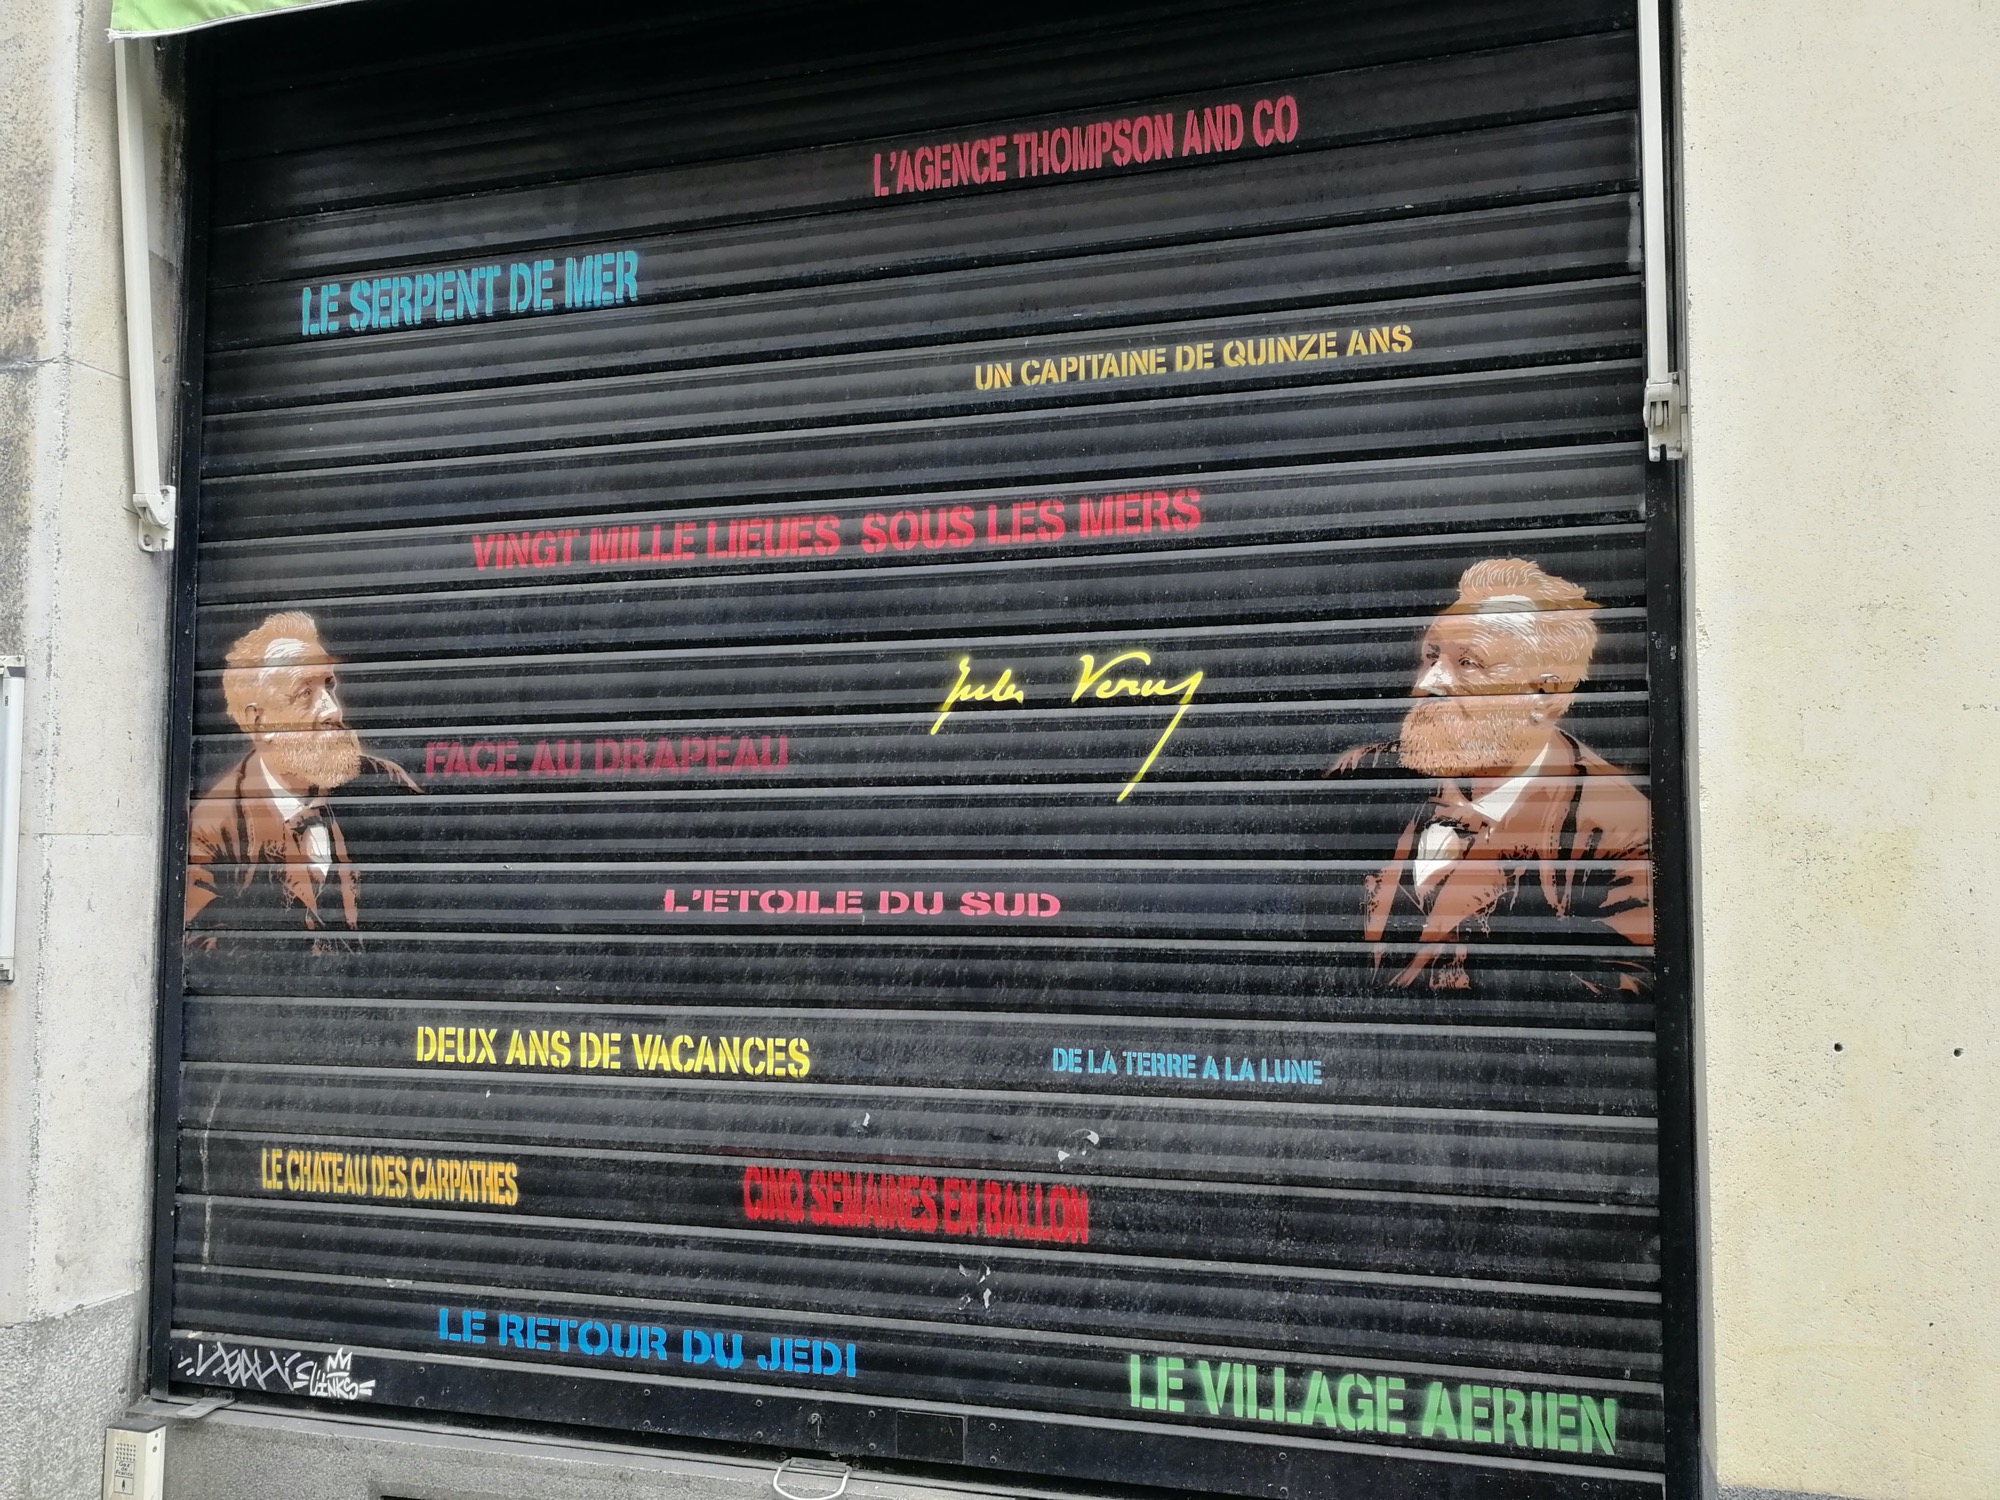 L'AGENCE THOMPSON AND CO
LE SERPENT DE MER
UN CAPITAINE DE QUINZE ANS
VINGT MILLE LIEUES SOUS LES MERS
Jules Verne
FACE AU DRAPEAU
L'ETOILE DU SUD
DEUX ANS DE VACANCES
DE LA TERRE A LA LUNE
LE CHATEAU DES CARPATHES
CINQ SEMAINES EN BALLON
LE RETOUR DU JEDI
LE VILLAGE AERIEN